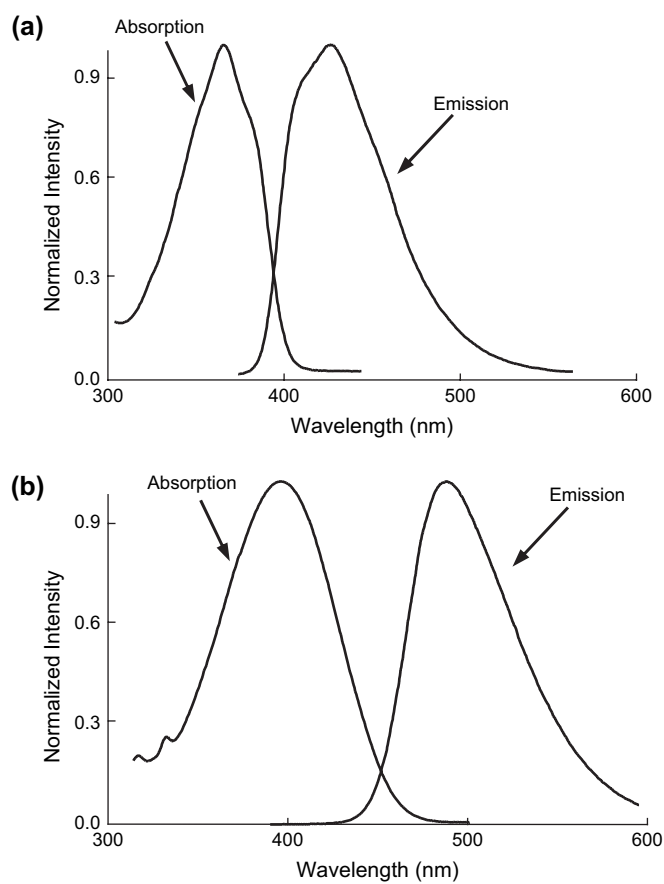 (a)
Absorption
Emission
0.9
0.6
0.3
0.0
Normalized Intensity
300 400 500 600
Wavelength (nm)
(b)
Absorption
Emission
0.9
0.6
0.3
0.0
Normalized Intensity
300 400 500 600
Wavelength (nm)